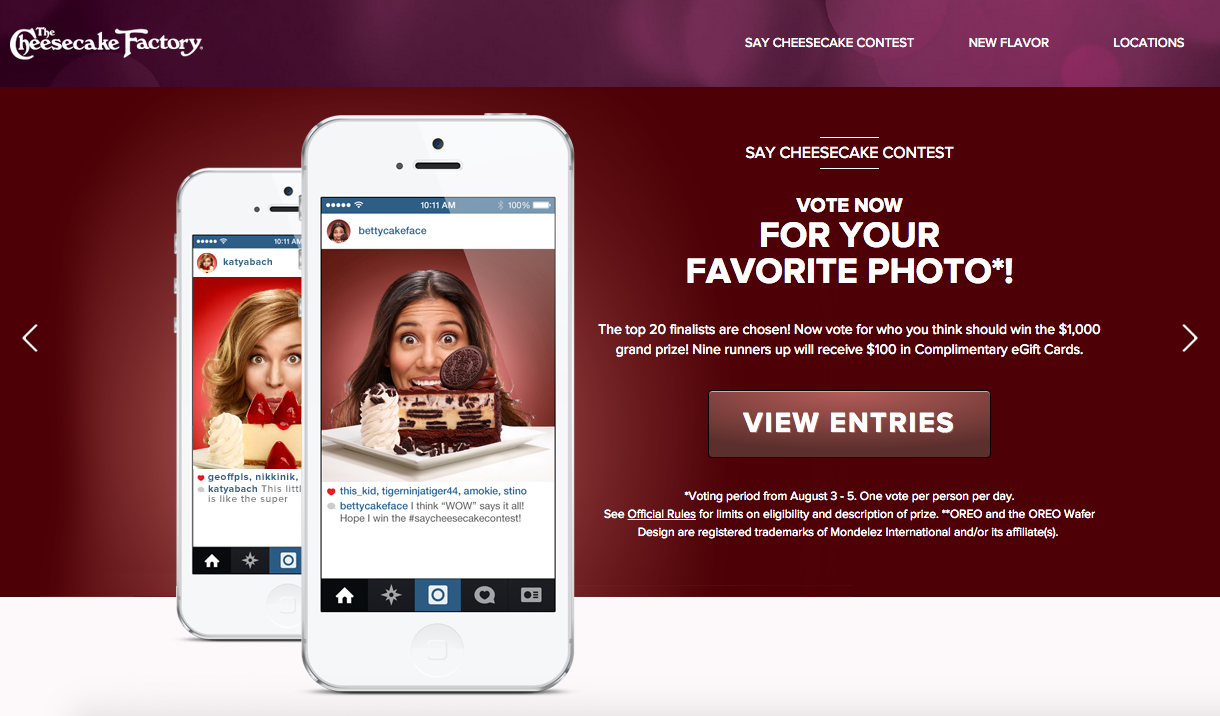 The
Cheesecake Factory
SAY CHEESECAKE CONTEST
NEW FLAVOR
LOCATIONS
10:11 AM
katyabach
geoffpls, nikkinik,
katyabach This littl
is like the super
10:11 AM 100%
bettycakeface
this_kid, tigerninjatiger44, amokie, stino
bettycakeface I think “WOW” says it all!
Hope I win the #saycheesecakecontest!
SAY CHEESECAKE CONTEST
VOTE NOW
FOR YOUR
FAVORITE PHOTO*!
The top 20 finalists are chosen! Now vote for who you think should win the $1,000
grand prize! Nine runners up will receive $100 in Complimentary eGift Cards.
VIEW ENTRIES
*Voting period from August 3 - 5. One vote per person per day.
See Official Rules for limits on eligibility and description of prize. **OREO and the OREO Wafer
Design are registered trademarks of Mondelez International and/or its affiliate(s).